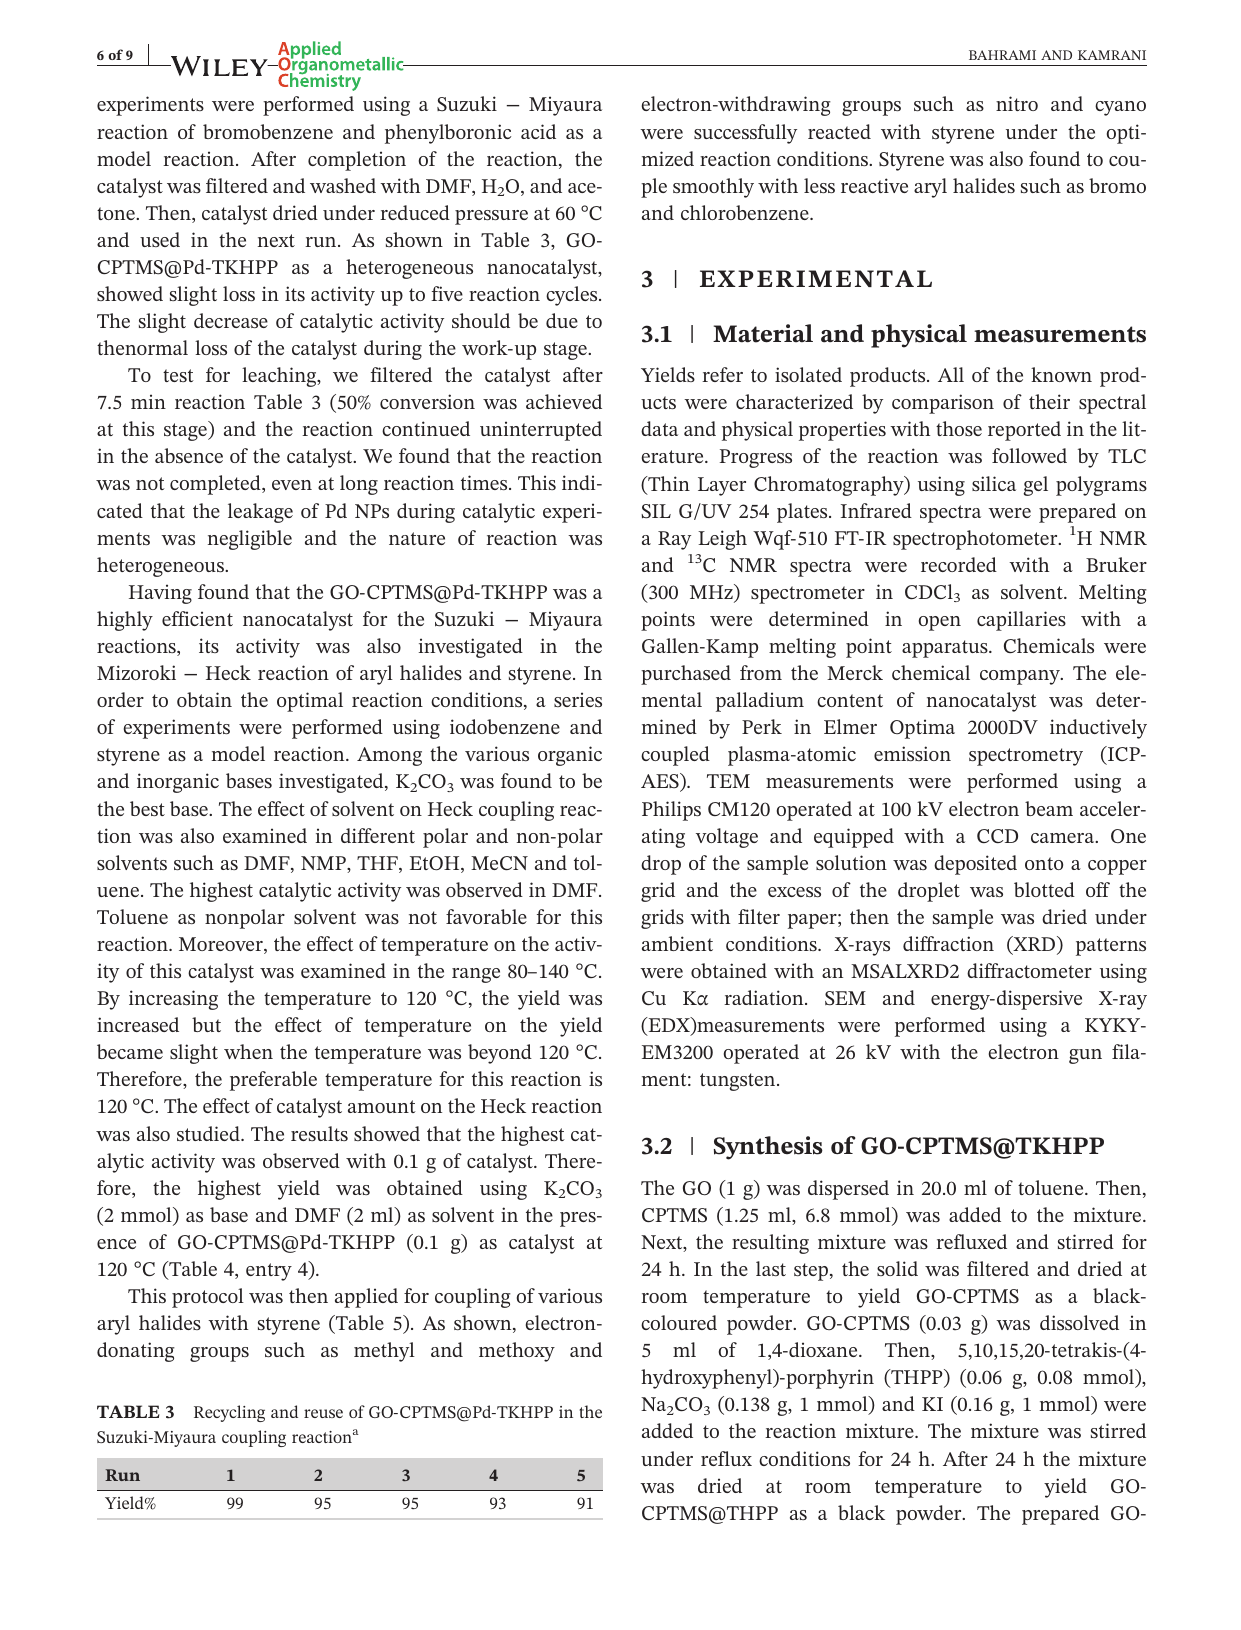 6 of 9
WILEY
Applied
Organometallic
Chemistry
BAHRAMI AND KAMRANI
experiments were performed using a Suzuki – Miyaura
reaction of bromobenzene and phenylboronic acid as a
model reaction. After completion of the reaction, the
catalyst was filtered and washed with DMF, H₂O, and ace-
tone. Then, catalyst dried under reduced pressure at 60 °C
and used in the next run. As shown in Table 3, GO-
CPTMS@Pd-TKHPP as a heterogeneous nanocatalyst,
showed slight loss in its activity up to five reaction cycles.
The slight decrease of catalytic activity should be due to
thenormal loss of the catalyst during the work-up stage.
To test for leaching, we filtered the catalyst after
7.5 min reaction Table 3 (50% conversion was achieved
at this stage) and the reaction continued uninterrupted
in the absence of the catalyst. We found that the reaction
was not completed, even at long reaction times. This indi-
cated that the leakage of Pd NPs during catalytic experi-
ments was negligible and the nature of reaction was
heterogeneous.
Having found that the GO-CPTMS@Pd-TKHPP was a
highly efficient nanocatalyst for the Suzuki – Miyaura
reactions, its activity was also investigated in the
Mizoroki – Heck reaction of aryl halides and styrene. In
order to obtain the optimal reaction conditions, a series
of experiments were performed using iodobenzene and
styrene as a model reaction. Among the various organic
and inorganic bases investigated, K₂CO₃ was found to be
the best base. The effect of solvent on Heck coupling reac-
tion was also examined in different polar and non-polar
solvents such as DMF, NMP, THF, EtOH, MeCN and tol-
uene. The highest catalytic activity was observed in DMF.
Toluene as nonpolar solvent was not favorable for this
reaction. Moreover, the effect of temperature on the activ-
ity of this catalyst was examined in the range 80–140 °C.
By increasing the temperature to 120 °C, the yield was
increased but the effect of temperature on the yield
became slight when the temperature was beyond 120 °C.
Therefore, the preferable temperature for this reaction is
120 °C. The effect of catalyst amount on the Heck reaction
was also studied. The results showed that the highest cat-
alytic activity was observed with 0.1 g of catalyst. There-
fore, the highest yield was obtained using K₂CO₃
(2 mmol) as base and DMF (2 ml) as solvent in the pres-
ence of GO-CPTMS@Pd-TKHPP (0.1 g) as catalyst at
120 °C (Table 4, entry 4).
This protocol was then applied for coupling of various
aryl halides with styrene (Table 5). As shown, electron-
donating groups such as methyl and methoxy and
TABLE 3 Recycling and reuse of GO-CPTMS@Pd-TKHPP in the
Suzuki-Miyaura coupling reactionᵃ
Run 1 2 3 4 5
Yield% 99 95 95 93 91
electron-withdrawing groups such as nitro and cyano
were successfully reacted with styrene under the opti-
mized reaction conditions. Styrene was also found to cou-
ple smoothly with less reactive aryl halides such as bromo
and chlorobenzene.
3 | EXPERIMENTAL
3.1 | Material and physical measurements
Yields refer to isolated products. All of the known prod-
ucts were characterized by comparison of their spectral
data and physical properties with those reported in the lit-
erature. Progress of the reaction was followed by TLC
(Thin Layer Chromatography) using silica gel polygrams
SIL G/UV 254 plates. Infrared spectra were prepared on
a Ray Leigh Wqf-510 FT-IR spectrophotometer. ¹H NMR
and ¹³C NMR spectra were recorded with a Bruker
(300 MHz) spectrometer in CDCl₃ as solvent. Melting
points were determined in open capillaries with a
Gallen-Kamp melting point apparatus. Chemicals were
purchased from the Merck chemical company. The ele-
mental palladium content of nanocatalyst was deter-
mined by Perk in Elmer Optima 2000DV inductively
coupled plasma-atomic emission spectrometry (ICP-
AES). TEM measurements were performed using a
Philips CM120 operated at 100 kV electron beam acceler-
ating voltage and equipped with a CCD camera. One
drop of the sample solution was deposited onto a copper
grid and the excess of the droplet was blotted off the
grids with filter paper; then the sample was dried under
ambient conditions. X-rays diffraction (XRD) patterns
were obtained with an MSALXRD2 diffractometer using
Cu Kα radiation. SEM and energy-dispersive X-ray
(EDX)measurements were performed using a KYKY-
EM3200 operated at 26 kV with the electron gun fila-
ment: tungsten.
3.2 | Synthesis of GO-CPTMS@TKHPP
The GO (1 g) was dispersed in 20.0 ml of toluene. Then,
CPTMS (1.25 ml, 6.8 mmol) was added to the mixture.
Next, the resulting mixture was refluxed and stirred for
24 h. In the last step, the solid was filtered and dried at
room temperature to yield GO-CPTMS as a black-
coloured powder. GO-CPTMS (0.03 g) was dissolved in
5 ml of 1,4-dioxane. Then, 5,10,15,20-tetrakis-(4-
hydroxyphenyl)-porphyrin (THPP) (0.06 g, 0.08 mmol),
Na₂CO₃ (0.138 g, 1 mmol) and KI (0.16 g, 1 mmol) were
added to the reaction mixture. The mixture was stirred
under reflux conditions for 24 h. After 24 h the mixture
was dried at room temperature to yield GO-
CPTMS@THPP as a black powder. The prepared GO-